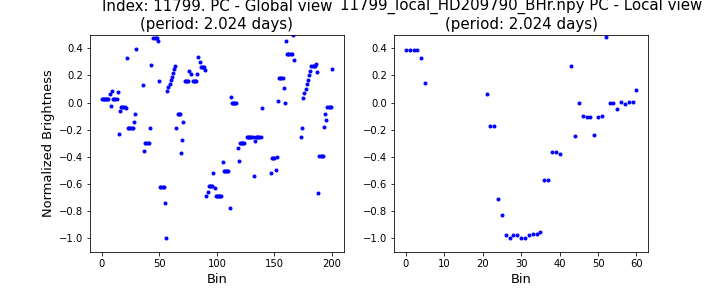 Index: 11799. PC - Global view
(period: 2.024 days)
11799_local_HD209790_BHr.npy PC - Local view
(period: 2.024 days)
Normalized Brightness
0.4
0.2
0.0
−0.2
−0.4
−0.6
−0.8
−1.0
0 50 100 150 200
Bin
0.4
0.2
0.0
−0.2
−0.4
−0.6
−0.8
−1.0
0 10 20 30 40 50 60
Bin